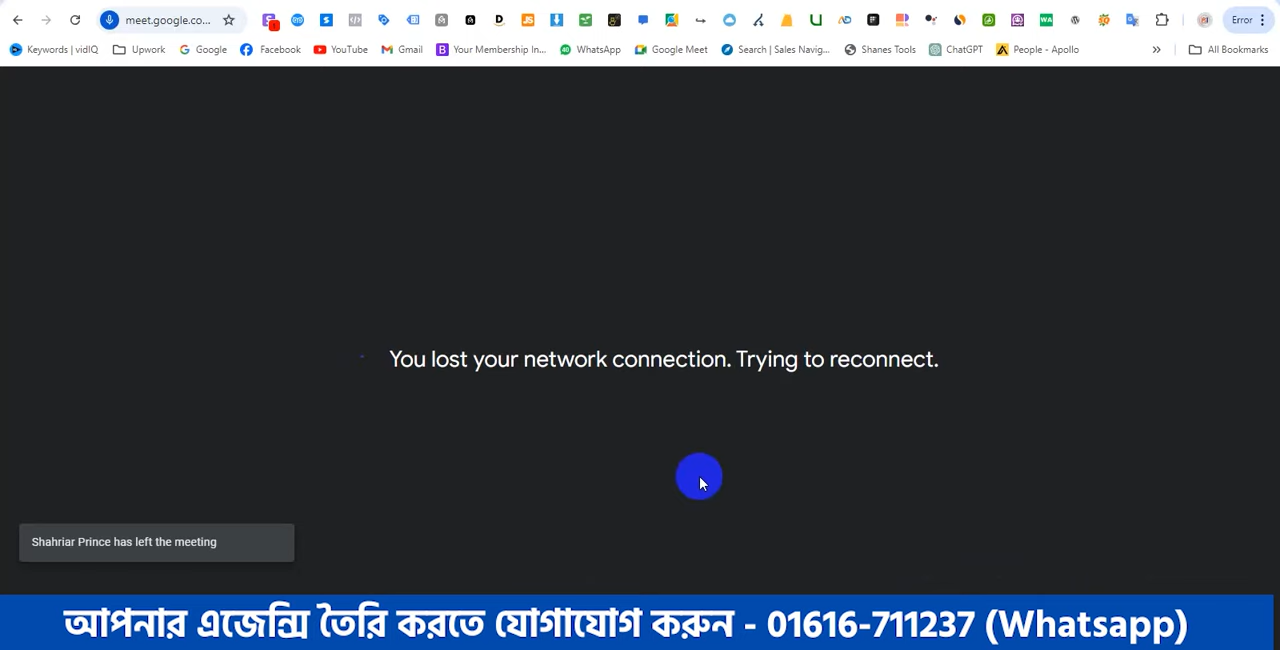 meet.google.co...
Error
Keywords | vidIQ
Upwork
Google
Facebook
YouTube
Gmail
Your Membership In...
WhatsApp
Google Meet
Search | Sales Navig...
Shanes Tools
ChatGPT
People - Apollo
All Bookmarks
You lost your network connection. Trying to reconnect.
Shahriar Prince has left the meeting
আপনার এজেন্সি তৈরি করতে যোগাযোগ করুন - 01616-711237 (Whatsapp)